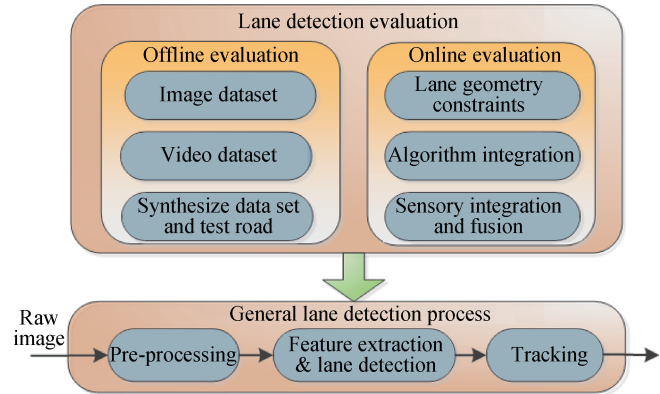 Lane detection evaluation
Offline evaluation
Image dataset
Video dataset
Synthesize data set
and test road
Online evaluation
Lane geometry
constraints
Algorithm integration
Sensory integration
and fusion
General lane detection process
Raw
image
Pre-processing
Feature extraction
& lane detection
Tracking